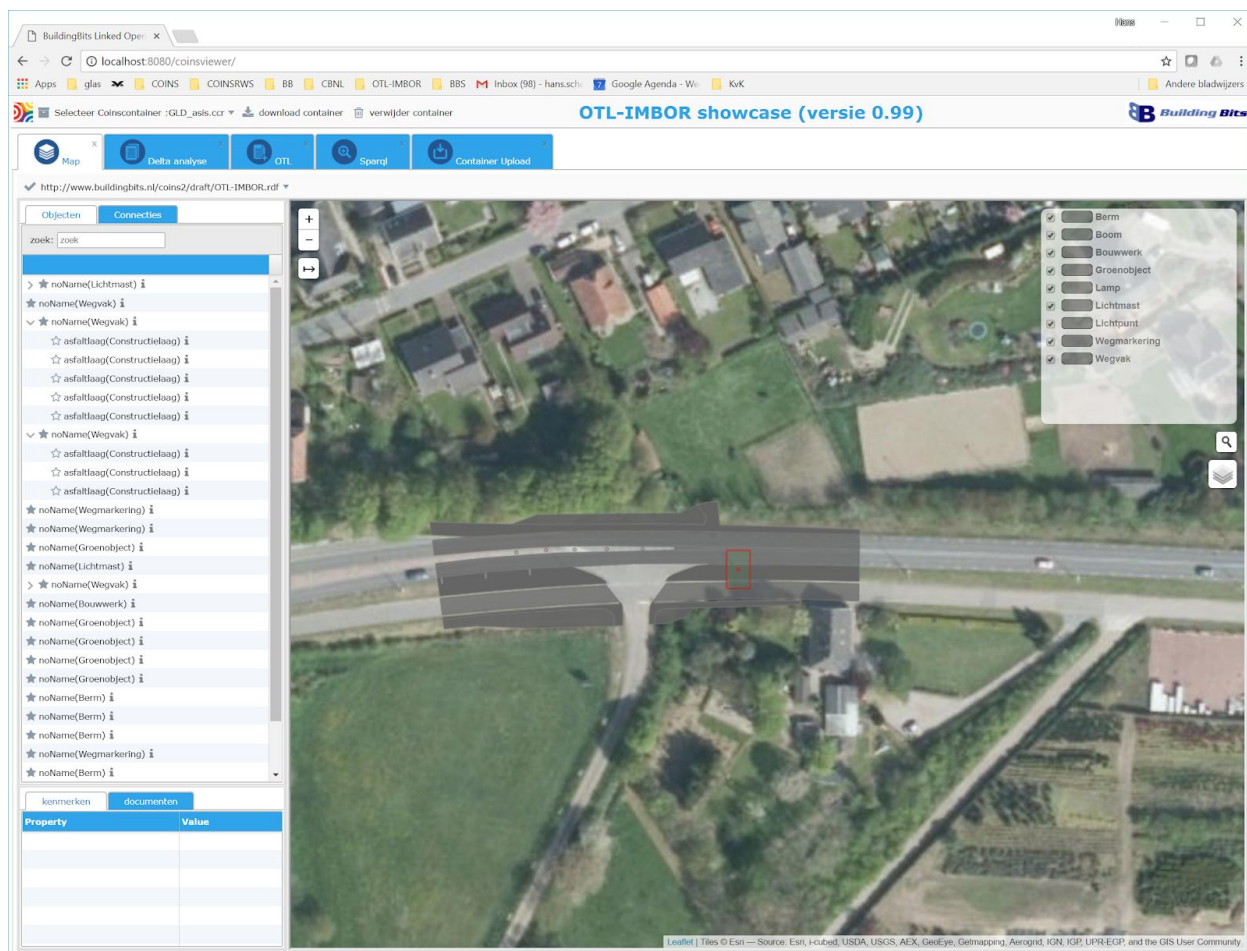 Hans
BuildingBits Linked Open
localhost:8080/coinsviewer/
Apps glas COINS COINSRWS BB CBNL OTL-IMBOR BBS Inbox (98) - hans.sch Google Agenda - We KvK Andere bladwijzers
Selecteer Coinscontainer :GLD_asis.ccr download container verwijder container
OTL-IMBOR showcase (versie 0.99)
Building Bits
Map x
Delta analyse x
OTL x
Sparql x
Container Upload x
http://www.buildingbits.nl/coins2/draft/OTL-IMBOR.rdf
Objecten Connecties
zoek: zoek
noName(Lichtmast) i
noName(Wegvak) i
noName(Wegvak) i
asfaltlaag(Constructielaag) i
asfaltlaag(Constructielaag) i
asfaltlaag(Constructielaag) i
asfaltlaag(Constructielaag) i
asfaltlaag(Constructielaag) i
noName(Wegvak) i
asfaltlaag(Constructielaag) i
asfaltlaag(Constructielaag) i
asfaltlaag(Constructielaag) i
noName(Wegmarkering) i
noName(Wegmarkering) i
noName(Groenobject) i
noName(Lichtmast) i
noName(Wegvak) i
noName(Bouwwerk) i
noName(Groenobject) i
noName(Groenobject) i
noName(Groenobject) i
noName(Groenobject) i
noName(Berm) i
noName(Berm) i
noName(Berm) i
noName(Wegmarkering) i
noName(Berm) i
kenmerken documenten
Property Value
+
−
Berm
Boom
Bouwwerk
Groenobject
Lamp
Lichtmast
Lichtpunt
Wegmarkering
Wegvak
Leaflet | Tiles © Esri — Source: Esri, i-cubed, USDA, USGS, AEX, GeoEye, Getmapping, Aerogrid, IGN, IGP, UPR-EGP, and the GIS User Community